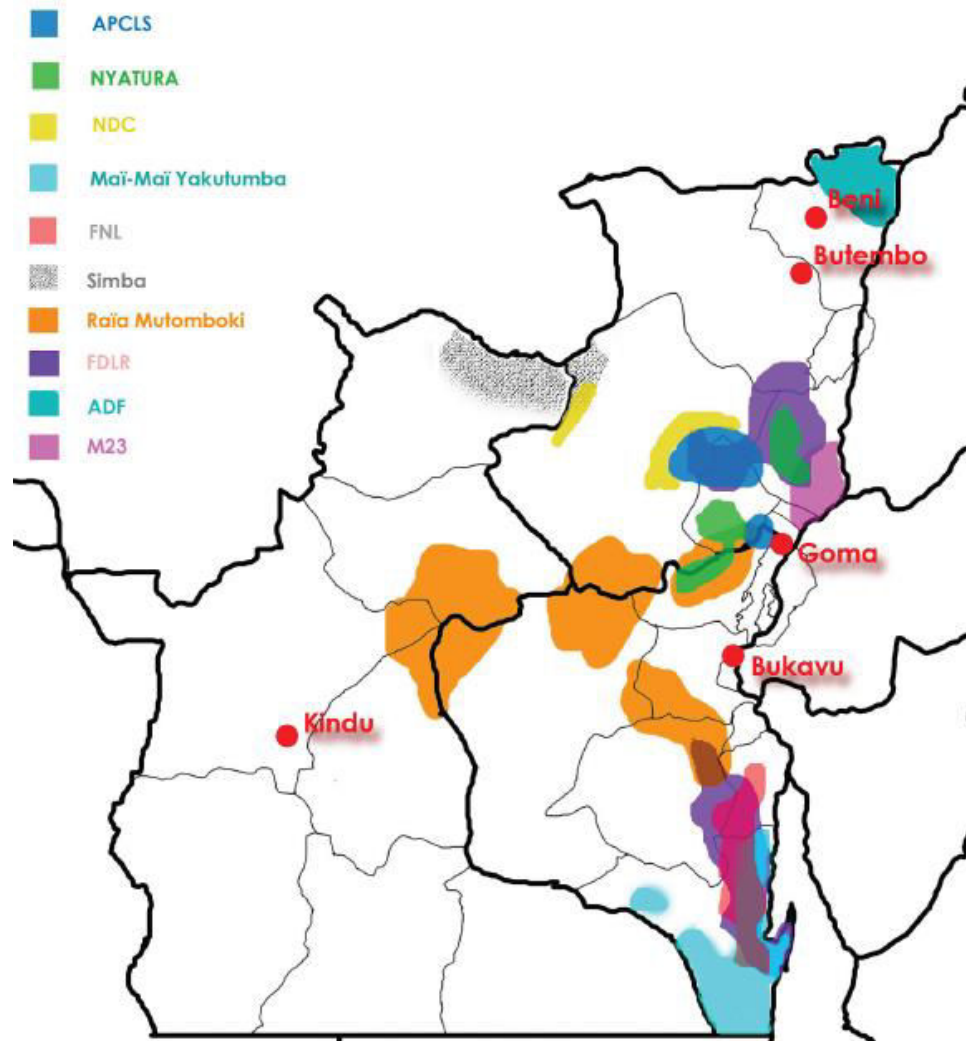 APCLS
NYATURA
NDC
Maï-Maï Yakutumba
FNL
Simba
Raïa Mutomboki
FDLR
ADF
M23
Beni
Butembo
Goma
Bukavu
Kindu